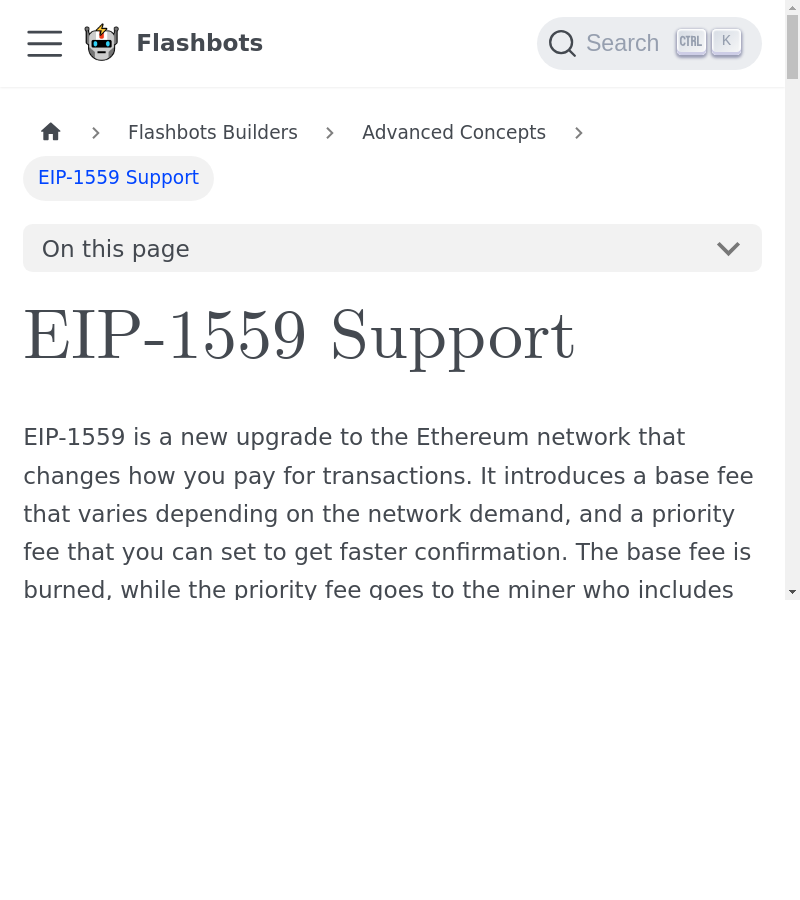 Flashbots
Search CTRL K
Flashbots Builders Advanced Concepts
EIP-1559 Support
On this page
EIP-1559 Support
EIP-1559 is a new upgrade to the Ethereum network that
changes how you pay for transactions. It introduces a base fee
that varies depending on the network demand, and a priority
fee that you can set to get faster confirmation. The base fee is
burned, while the priority fee goes to the miner who includes